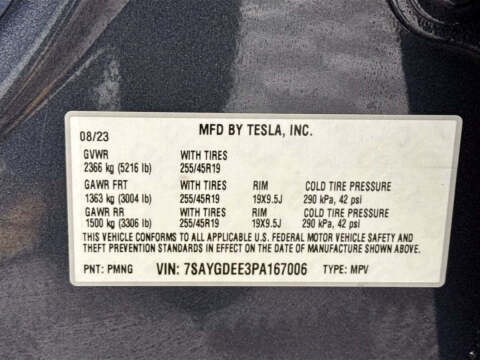 08/23 MFD BY TESLA, INC.
GVWR WITH TIRES
2366 kg (5216 lb) 255/45R19
GAWR FRT WITH TIRES RIM COLD TIRE PRESSURE
1363 kg (3004 lb) 255/45R19 19X9.5J 290 kPa, 42 psi
GAWR RR WITH TIRES RIM COLD TIRE PRESSURE
1500 kg (3306 lb) 255/45R19 19X9.5J 290 kPa, 42 psi
THIS VEHICLE CONFORMS TO ALL APPLICABLE U.S. FEDERAL MOTOR VEHICLE SAFETY AND
THEFT PREVENTION STANDARDS IN EFFECT ON THE DATE OF MANUFACTURE SHOWN ABOVE.
PNT: PMNG VIN: 7SAYGDEE3PA167006 TYPE: MPV